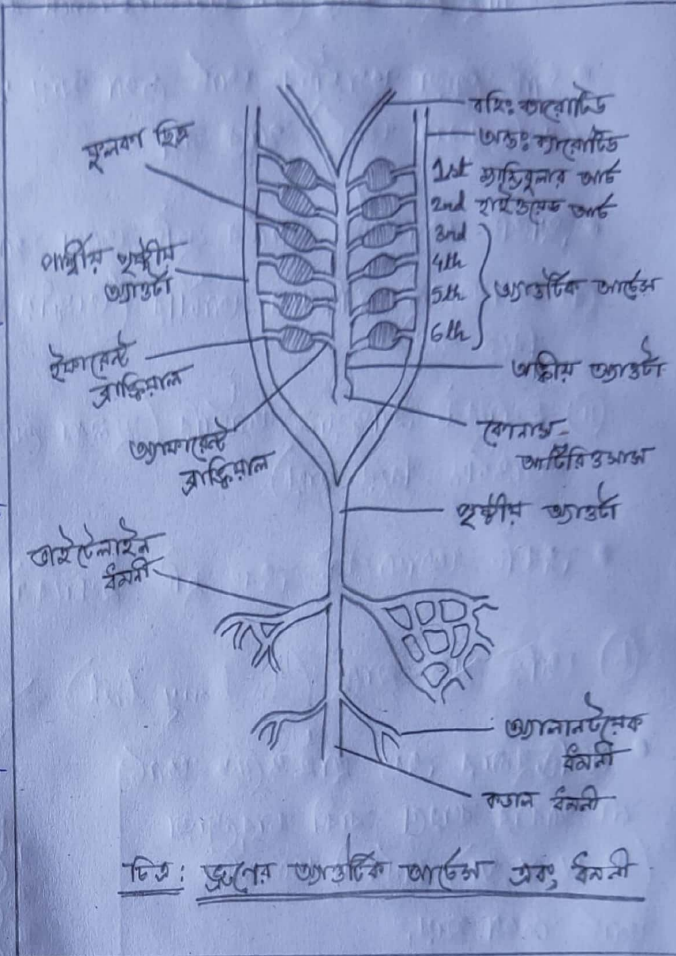 বহিঃ ক্যারোটিড
অন্তঃ ক্যারোটিড
ফুলকা ছিদ্র
1st ম্যান্ডিবুলার আর্চ
2nd হাইওয়েড আর্চ
3rd
4th
5th
6th
অ্যাওর্টিক আর্চেস
পার্শ্বীয় পৃষ্ঠীয়
অ্যাওর্টা
ইফারেন্ট
ব্রাঙ্কিয়াল
অঙ্কীয় অ্যাওর্টা
অ্যাফারেন্ট
ব্রাঙ্কিয়াল
কোনাস-
আর্টিরিওসাস
পৃষ্ঠীয় অ্যাওর্টা
ভাইটেলাইন
ধমনী
অ্যালানটয়েক
ধমনী
কডাল ধমনী
চিত্র: ভ্রূণের অ্যাওর্টিক আর্চেস এবং ধমনী